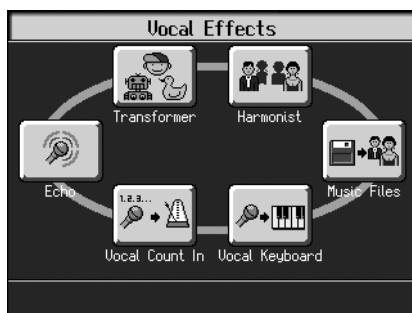 Vocal Effects
Transformer
Harmonist
Echo
Music Files
1.2.3...
Vocal Count In
Vocal Keyboard